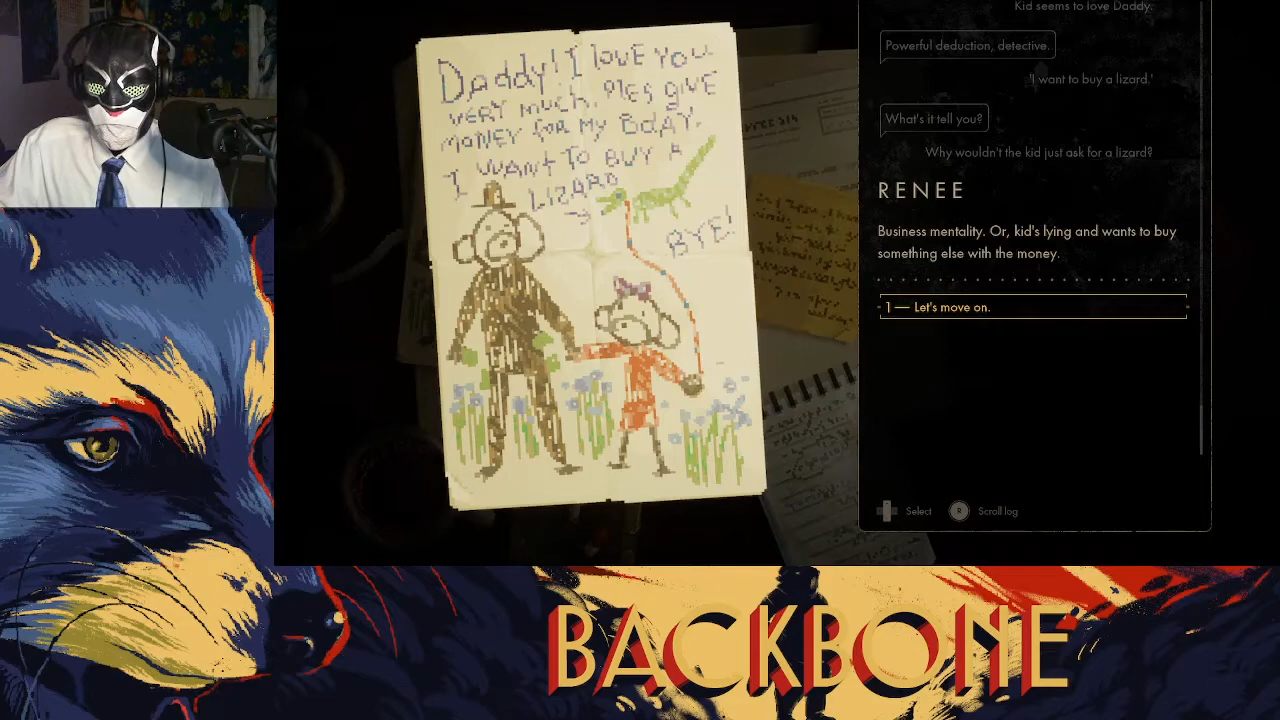 Daddy! I lovE YoU
VERY mucH. PlEs giVE
moNEY foR mY BdAY.
I WANT To BUY A
LIZARD
BYE!
Kid seems to love Daddy.
Powerful deduction, detective.
'I want to buy a lizard.'
What's it tell you?
Why wouldn't the kid just ask for a lizard?
RENEE
Business mentality. Or, kid's lying and wants to buy
something else with the money.
1 — Let's move on.
Select
R
Scroll log
BACKBONE